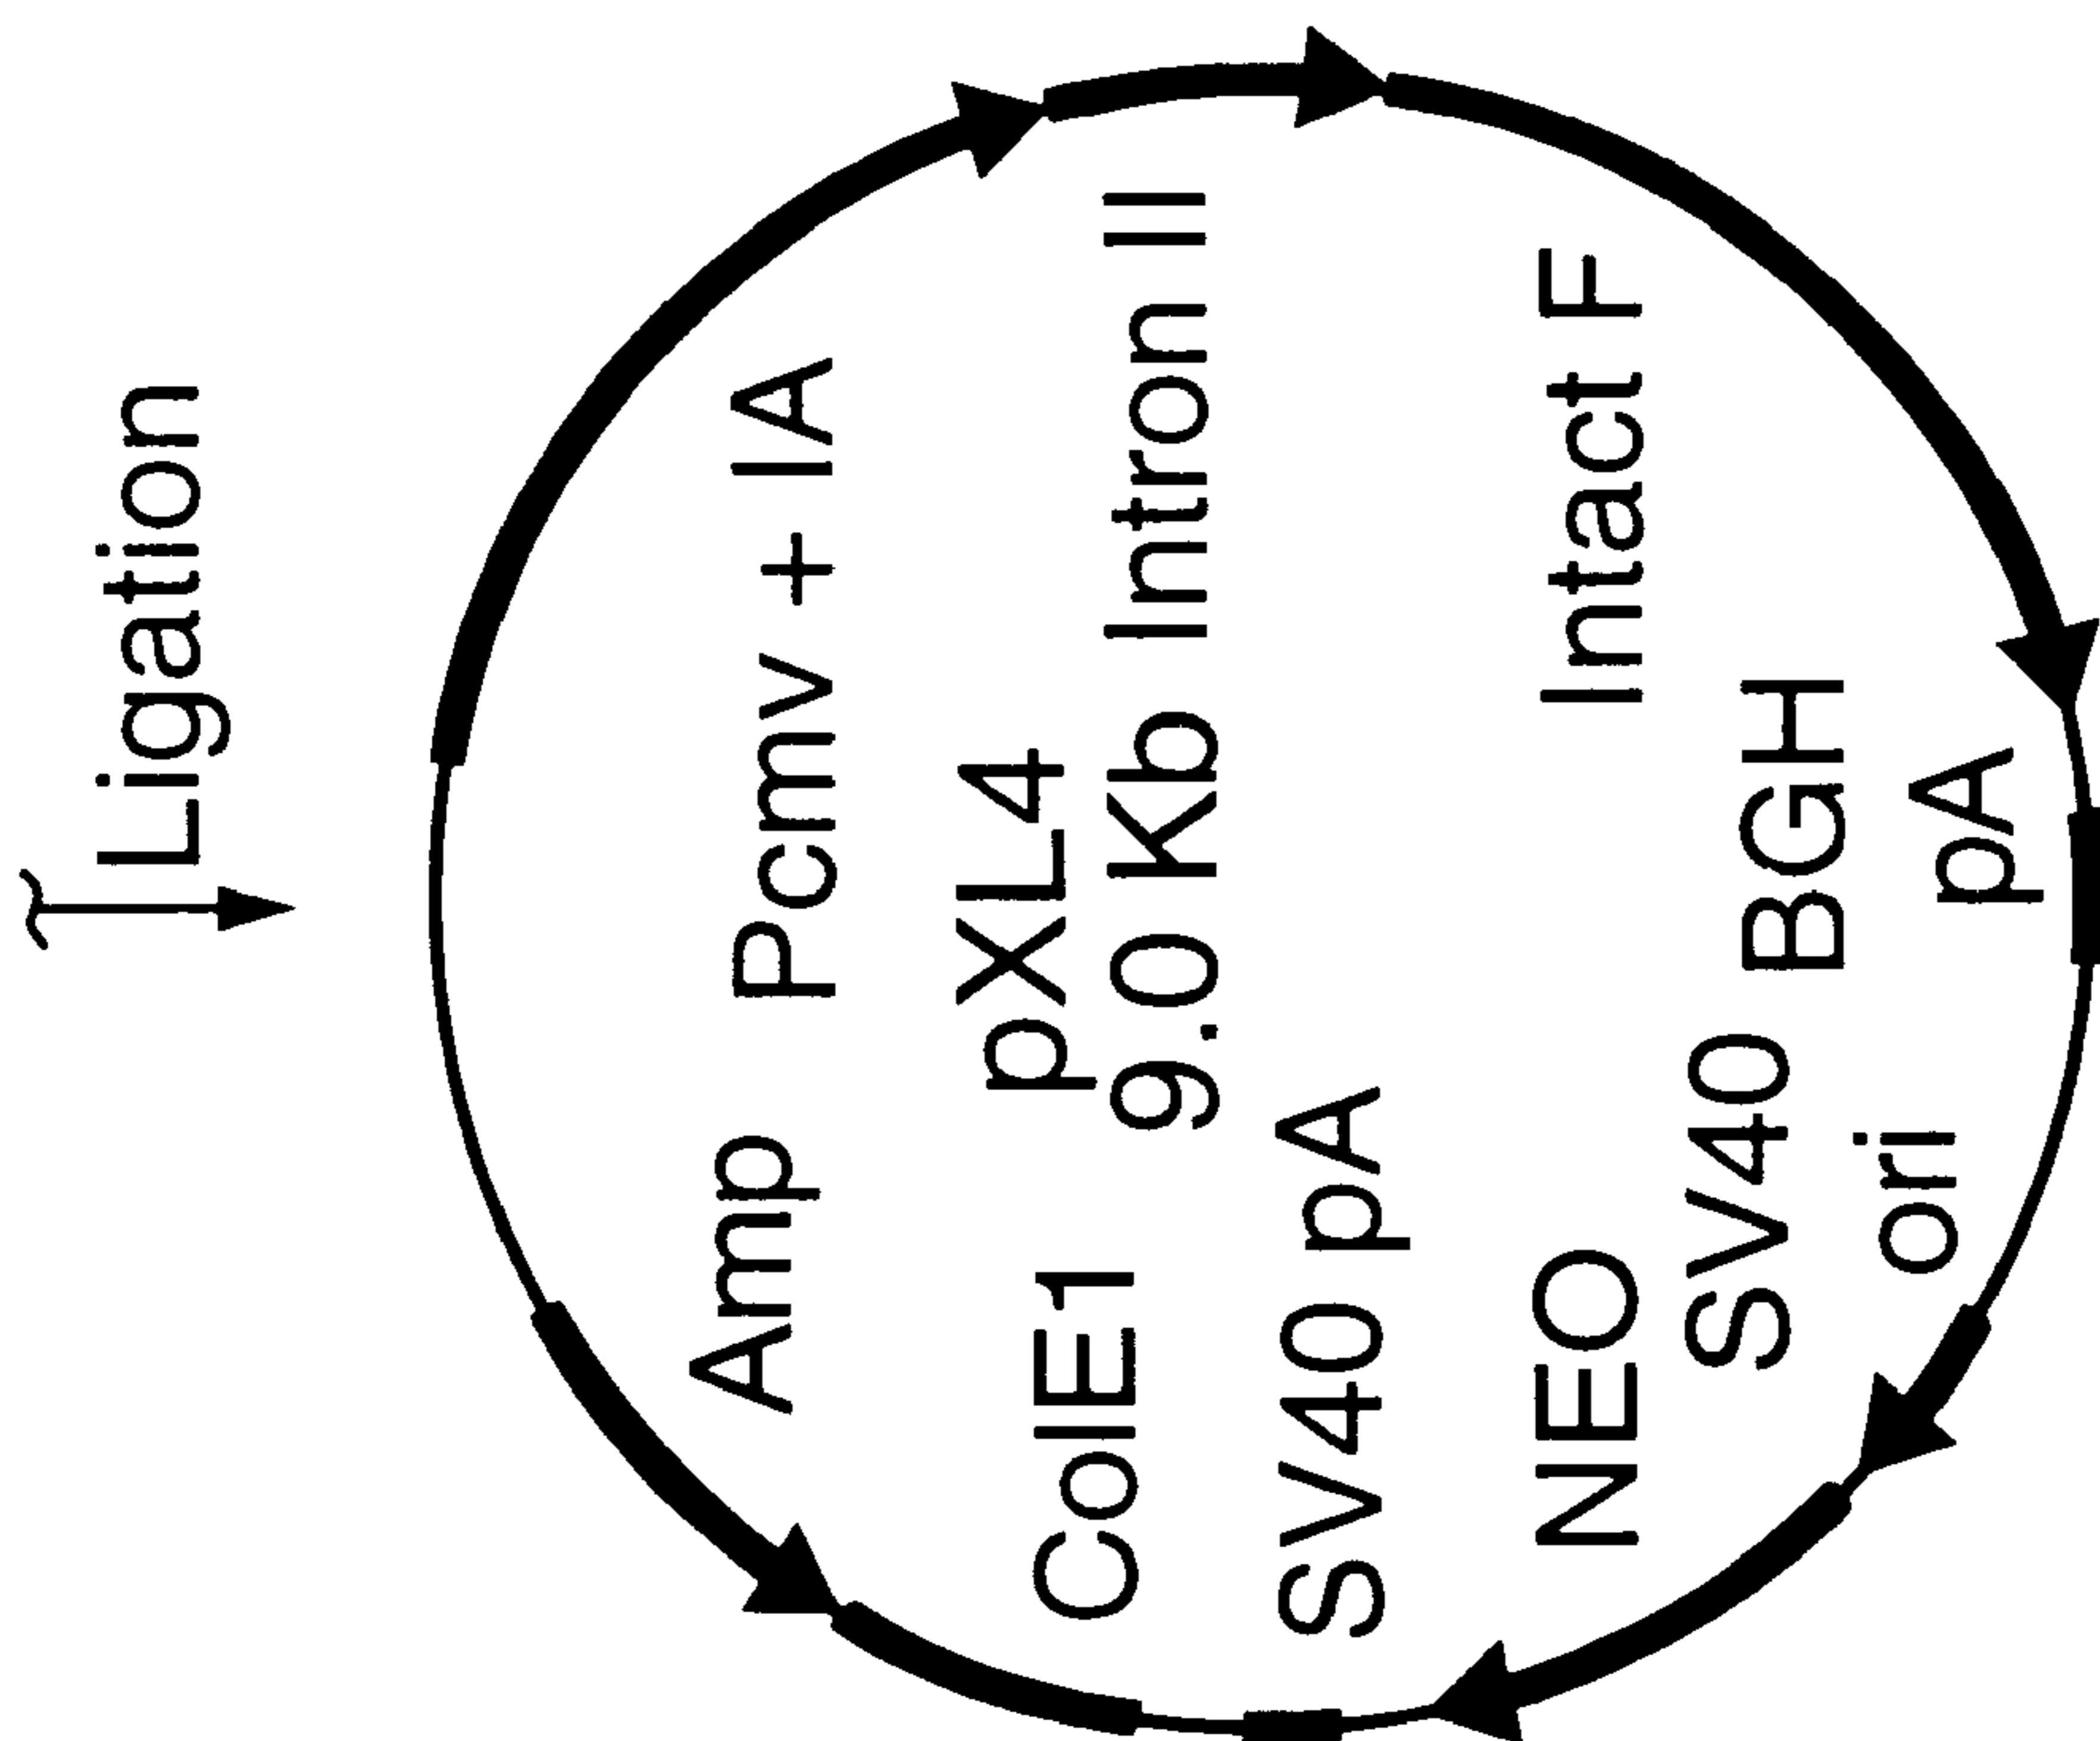 Ligation
Amp
Pcmv + IA
pXL4
9.0 Kb
Intron II
ColE1
SV40 pA
Intact F
NEO
SV40
ori
BGH
pA